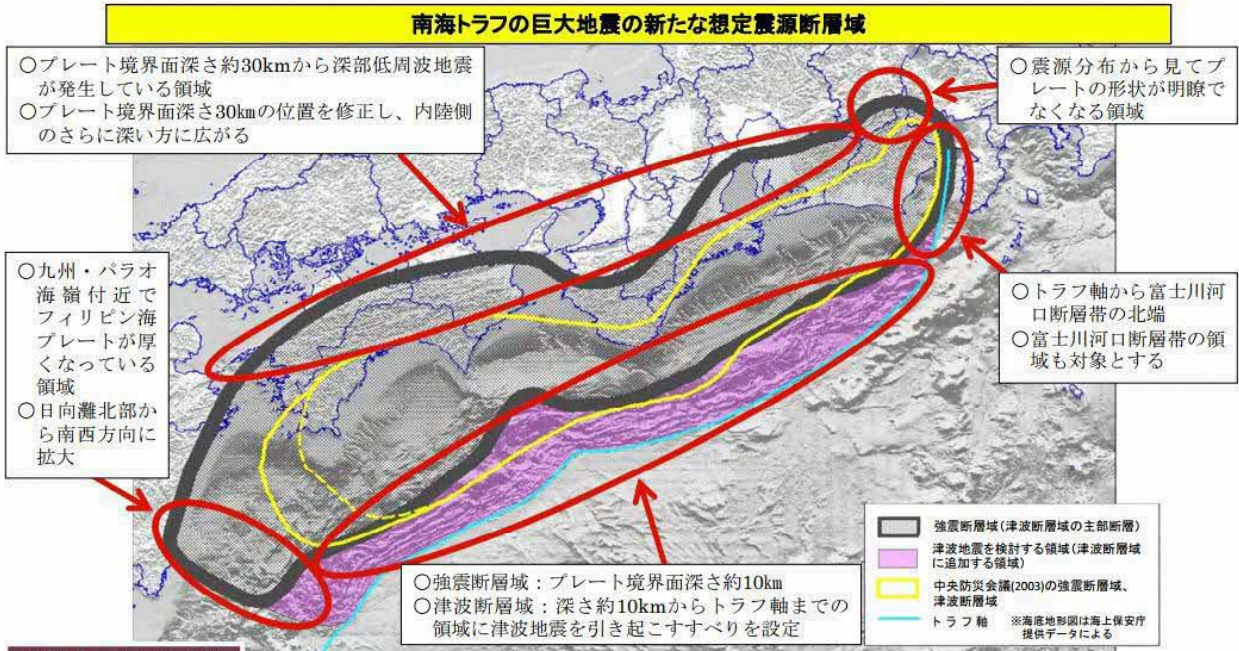 南海トラフの巨大地震の新たな想定震源断層域
○プレート境界面深さ約30kmから深部低周波地震
が発生している領域
○プレート境界面深さ30kmの位置を修正し、内陸側
のさらに深い方に広がる
○震源分布から見てプ
レートの形状が明瞭で
なくなる領域
○九州・パラオ
海嶺付近で
フィリピン海
プレートが厚
くなっている
領域
○日向灘北部か
ら南西方向に
拡大
○トラフ軸から富士川河
口断層帯の北端
○富士川河口断層帯の領
域も対象とする
○強震断層域：プレート境界面深さ約10km
○津波断層域：深さ約10kmからトラフ軸までの
領域に津波地震を引き起こすすべりを設定
強震断層域(津波断層域の主部断層)
津波地震を検討する領域(津波断層域
に追加する領域)
中央防災会議(2003)の強震断層域、
津波断層域
トラフ軸 ※海底地形図は海上保安庁
提供データによる